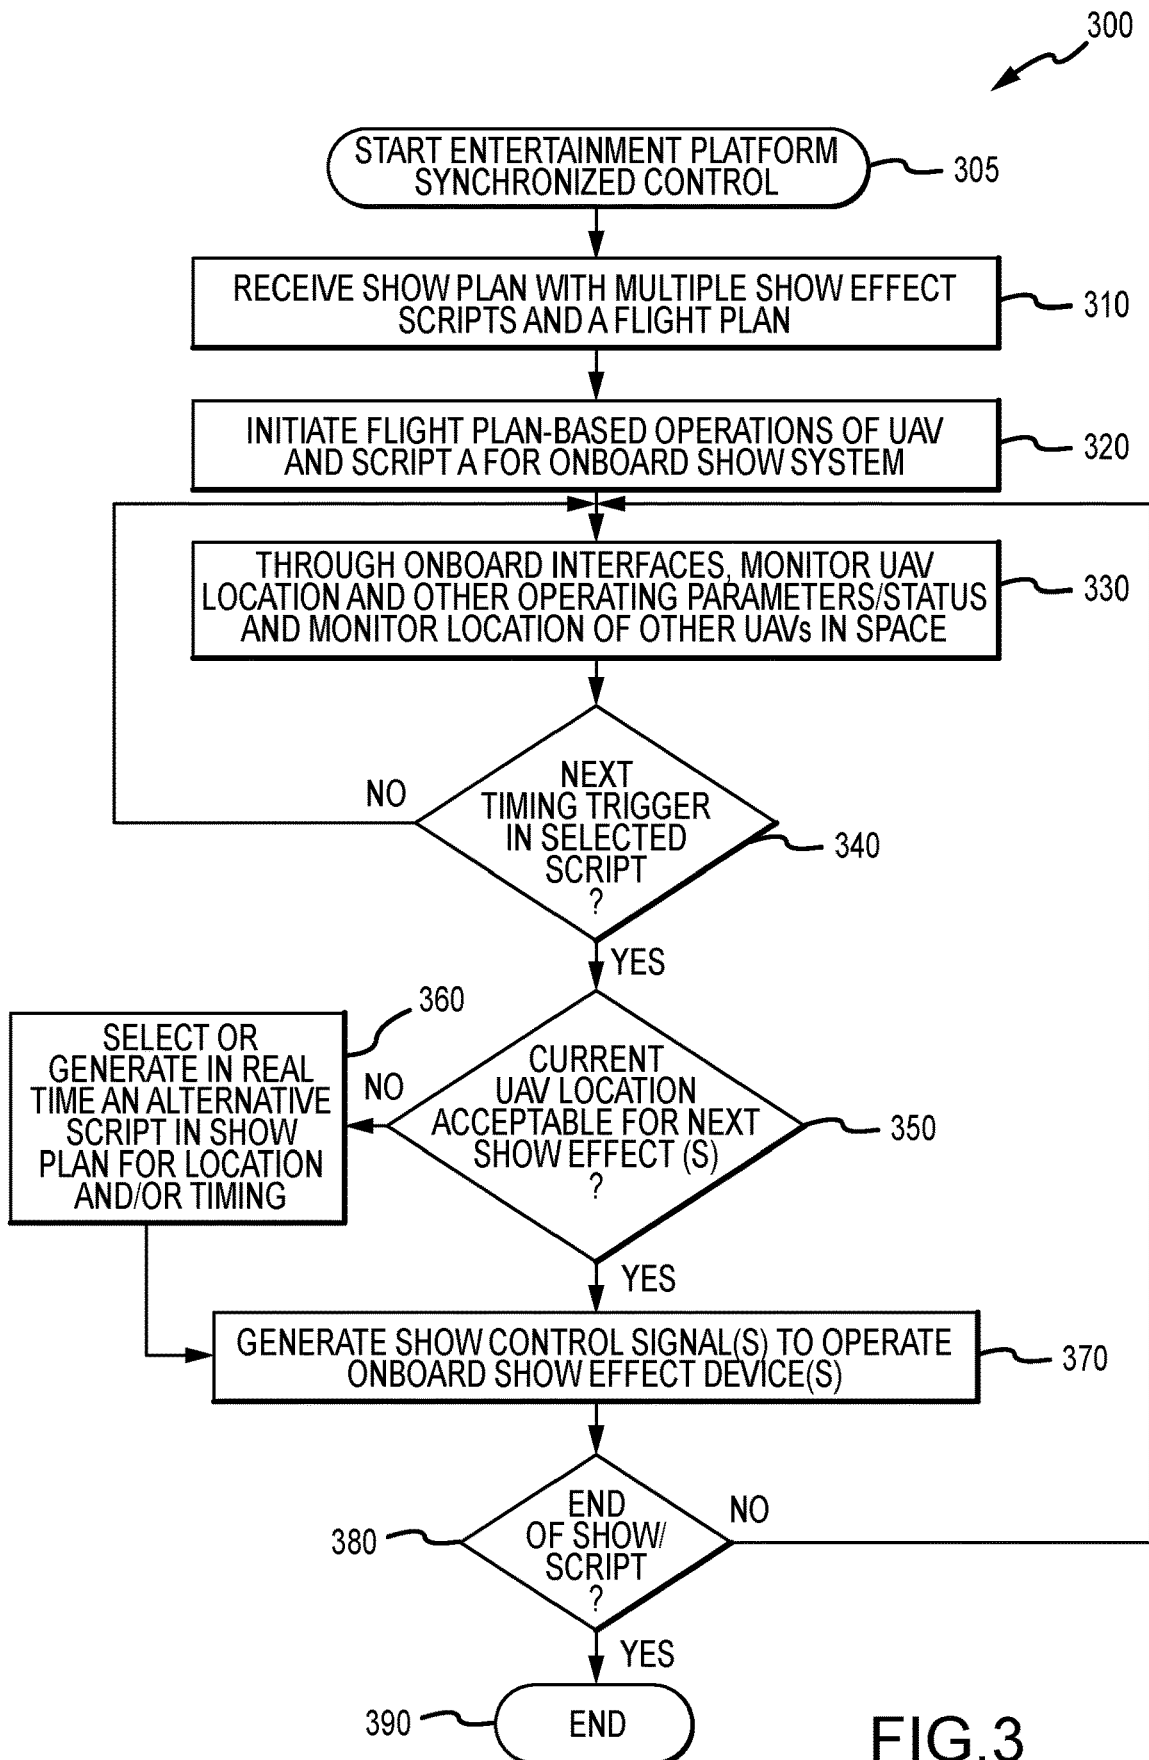 300
START ENTERTAINMENT PLATFORM
SYNCHRONIZED CONTROL
305
RECEIVE SHOW PLAN WITH MULTIPLE SHOW EFFECT
SCRIPTS AND A FLIGHT PLAN
310
INITIATE FLIGHT PLAN-BASED OPERATIONS OF UAV
AND SCRIPT A FOR ONBOARD SHOW SYSTEM
320
THROUGH ONBOARD INTERFACES, MONITOR UAV
LOCATION AND OTHER OPERATING PARAMETERS/STATUS
AND MONITOR LOCATION OF OTHER UAVs IN SPACE
330
NO
NEXT
TIMING TRIGGER
IN SELECTED
SCRIPT
?
340
YES
360
SELECT OR
GENERATE IN REAL
TIME AN ALTERNATIVE
SCRIPT IN SHOW
PLAN FOR LOCATION
AND/OR TIMING
NO
CURRENT
UAV LOCATION
ACCEPTABLE FOR NEXT
SHOW EFFECT (S)
?
350
YES
GENERATE SHOW CONTROL SIGNAL(S) TO OPERATE
ONBOARD SHOW EFFECT DEVICE(S)
370
380
END
OF SHOW/
SCRIPT
?
NO
YES
390
END
FIG.3